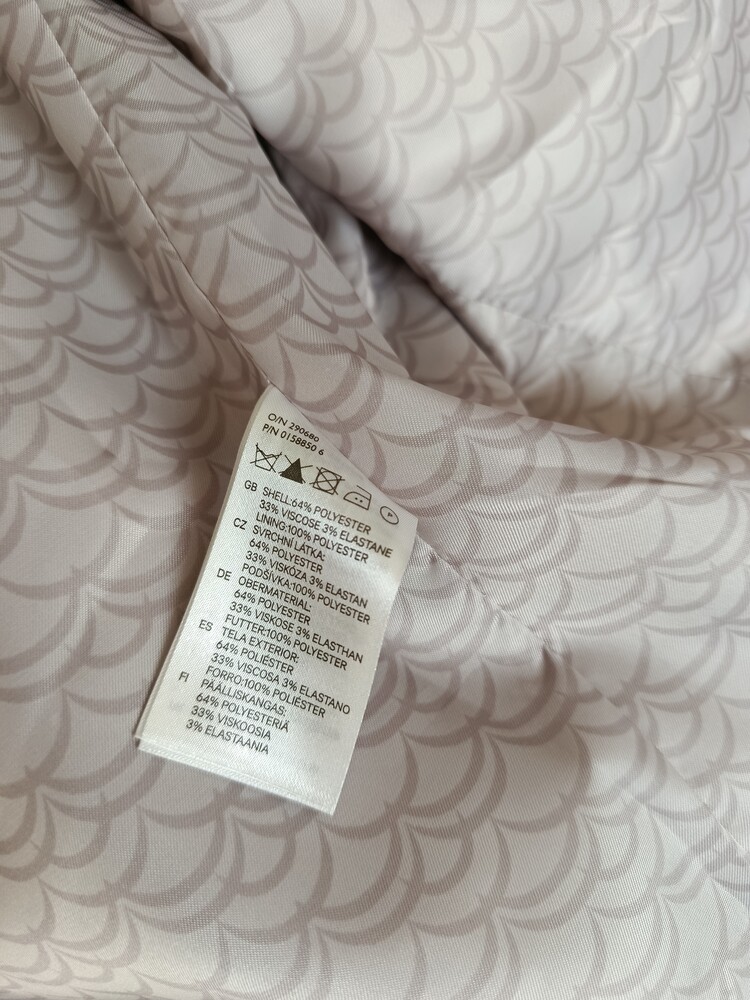 O/N 290680
P/N 0158850 6
P
GB SHELL:64% POLYESTER
33% VISCOSE 3% ELASTANE
LINING:100% POLYESTER
CZ SVRCHNÍ LÁTKA:
64% POLYESTER
33% VISKÓZA 3% ELASTAN
PODŠÍVKA:100% POLYESTER
DE OBERMATERIAL:
64% POLYESTER
33% VISKOSE 3% ELASTHAN
FUTTER:100% POLYESTER
ES TELA EXTERIOR:
64% POLIÉSTER
33% VISCOSA 3% ELASTANO
FORRO:100% POLIÉSTER
FI PÄÄLLISKANGAS:
64% POLYESTERIÄ
33% VISKOOSIA
3% ELASTAANIA